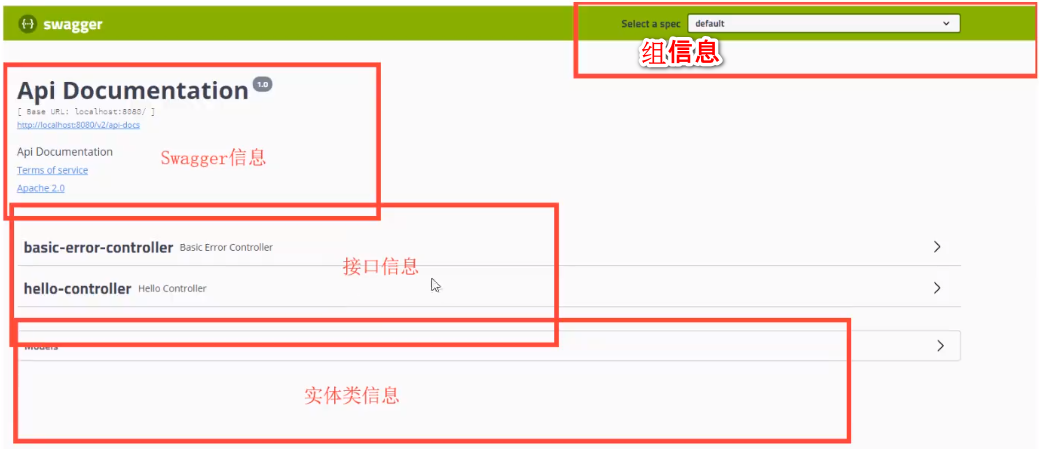 swagger
Select a spec default
组信息
Api Documentation 1.0
[ Base URL: localhost:8080/ ]
http://localhost:8080/v2/api-docs
Api Documentation
Swagger信息
Terms of service
Apache 2.0
basic-error-controller Basic Error Controller
接口信息
hello-controller Hello Controller
Models
实体类信息